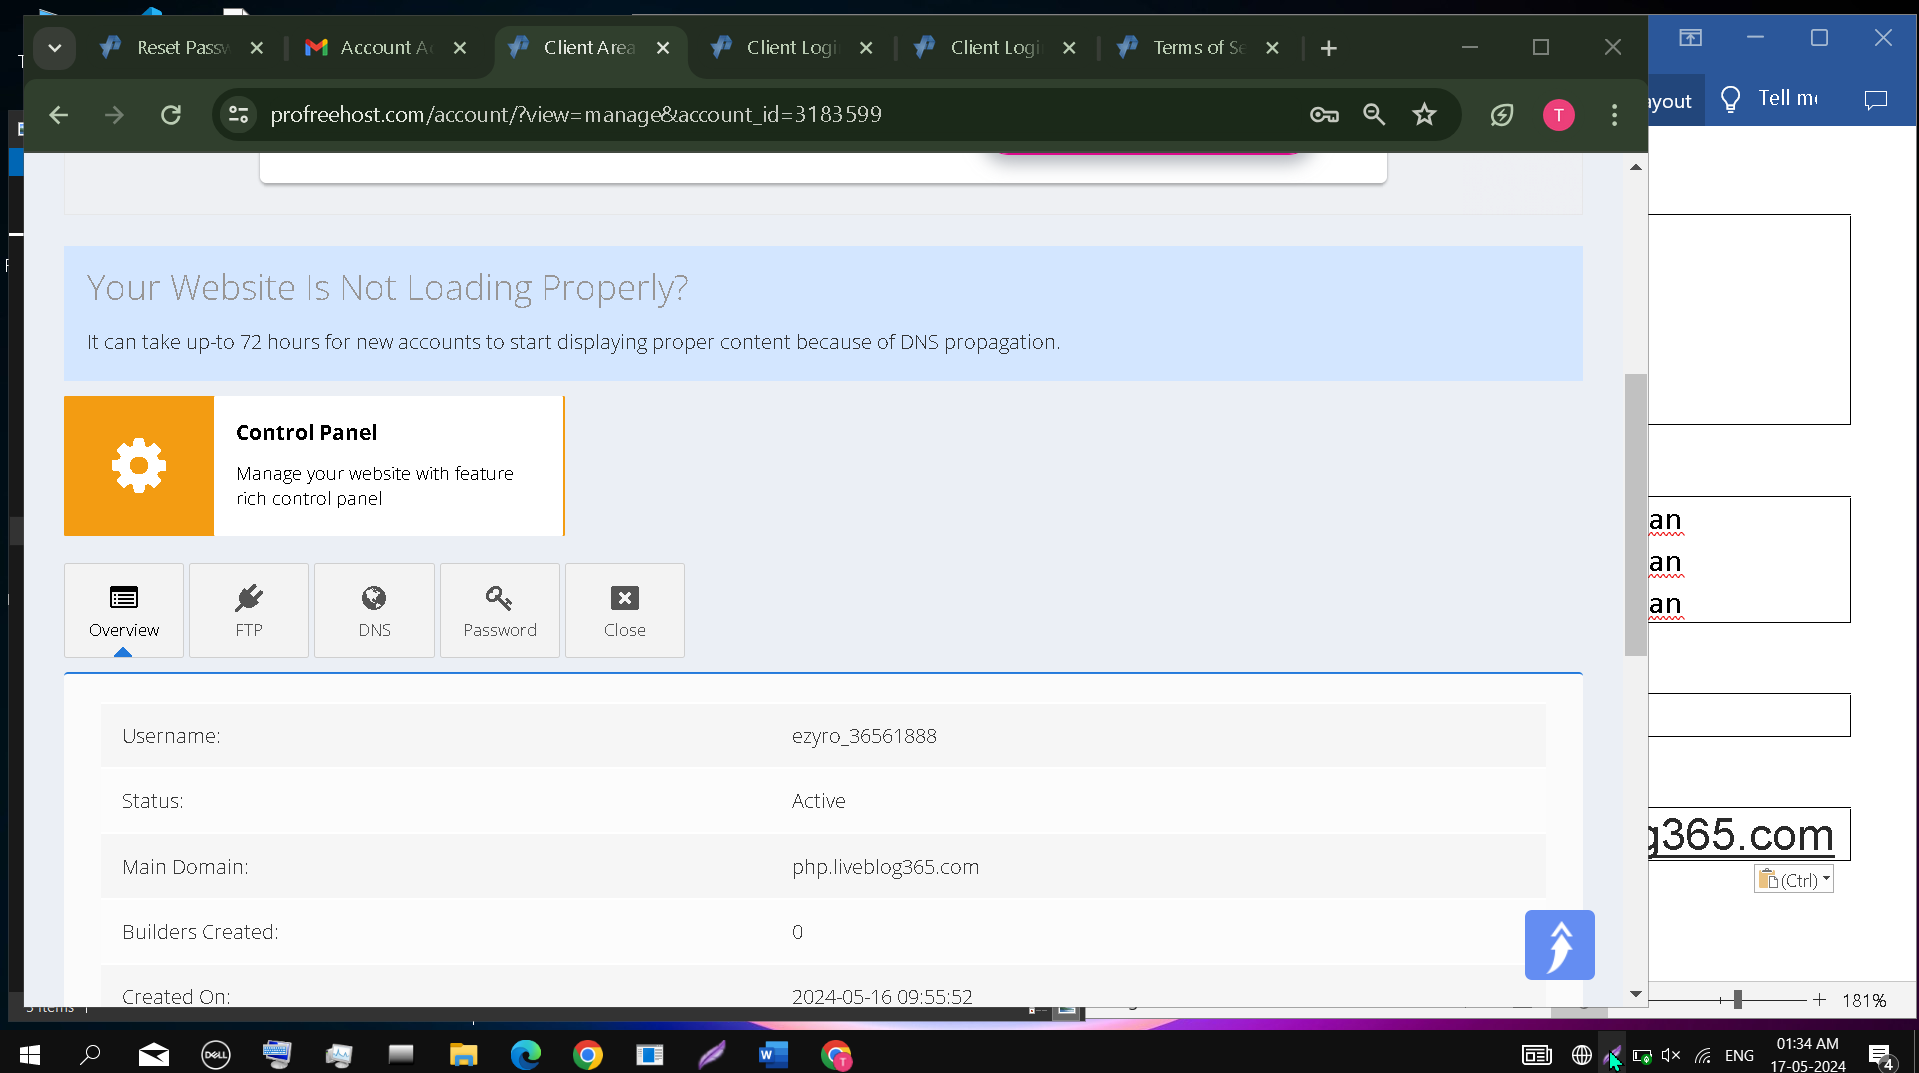 Reset Passw
Account A
Client Area
Client Logi
Client Logi
Terms of Se
profreehost.com/account/?view=manage&account_id=3183599
T
ayout
Tell me
Your Website Is Not Loading Properly?
It can take up-to 72 hours for new accounts to start displaying proper content because of DNS propagation.
Control Panel
Manage your website with feature
rich control panel
an
an
an
Overview
FTP
DNS
Password
Close
Username:
ezyro_36561888
Status:
Active
Main Domain:
php.liveblog365.com
g365.com
(Ctrl)
Builders Created:
0
Created On:
2024-05-16 09:55:52
181%
DELL
ENG
01:34 AM
17-05-2024
4